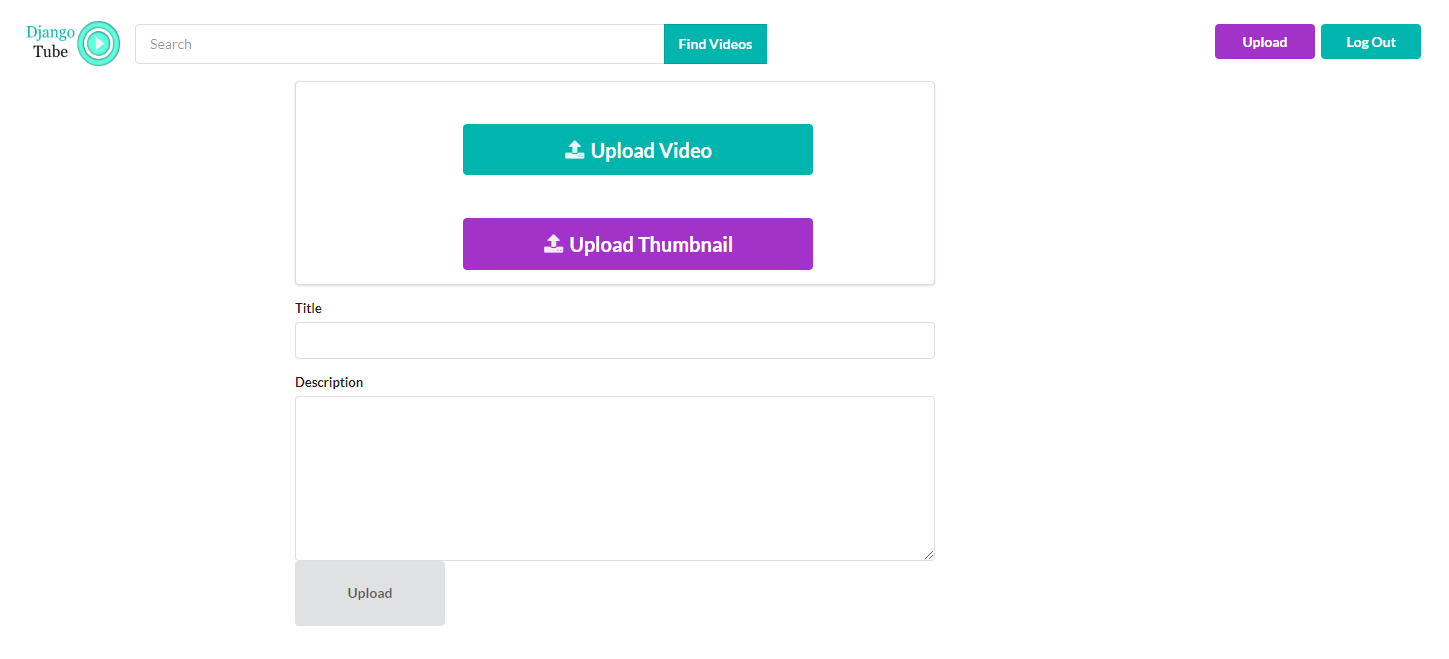 Django
Tube
Search
Find Videos
Upload
Log Out
Upload Video
Upload Thumbnail
Title
Description
Upload